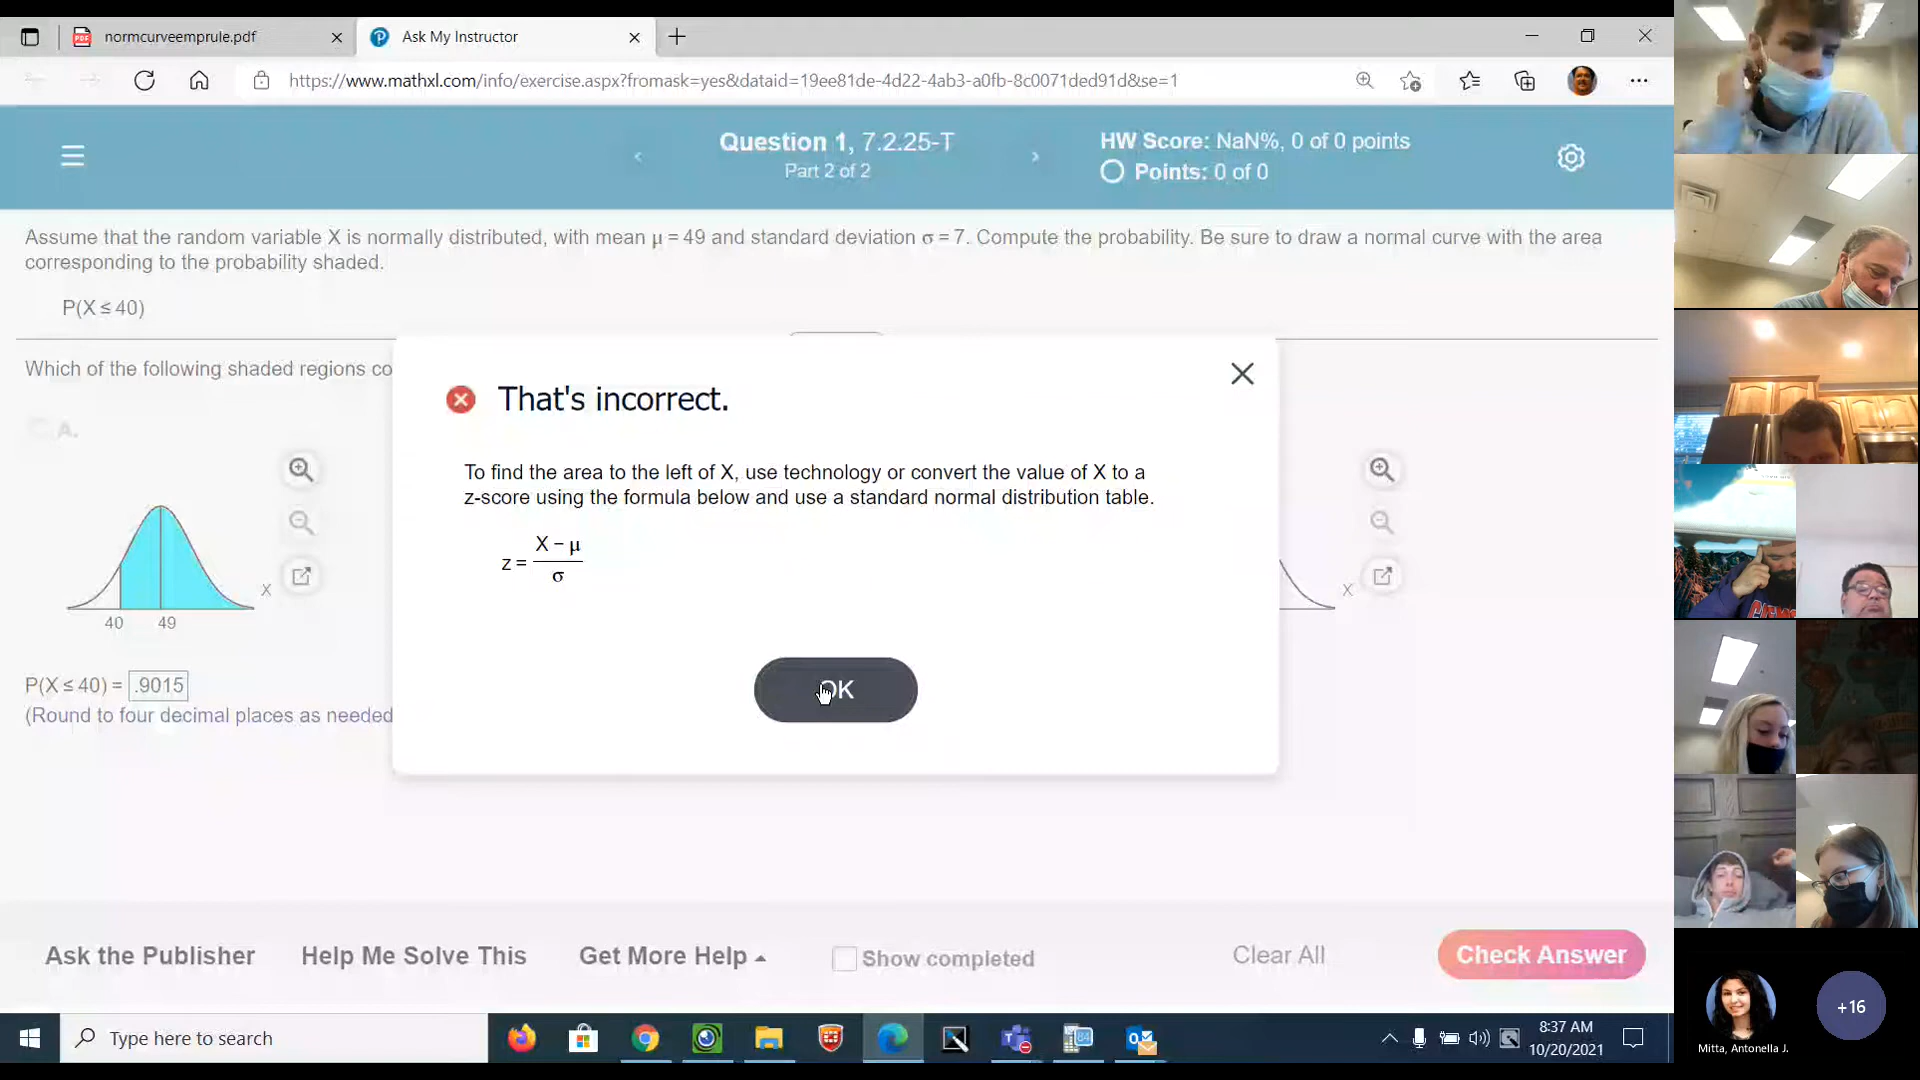 normcurveemprule.pdf
Ask My Instructor
https://www.mathxl.com/info/exercise.aspx?fromask=yes&dataid=19ee81de-4d22-4ab3-a0fb-8c0071ded91d&se=1
Question 1, 7.2.25-T
Part 2 of 2
HW Score: NaN%, 0 of 0 points
Points: 0 of 0
Assume that the random variable X is normally distributed, with mean μ = 49 and standard deviation σ = 7. Compute the probability. Be sure to draw a normal curve with the area
corresponding to the probability shaded.
P(X ≤ 40)
Which of the following shaded regions co
A.
X
40 49
P(X ≤ 40) = .9015
(Round to four decimal places as needed
That's incorrect.
To find the area to the left of X, use technology or convert the value of X to a
z-score using the formula below and use a standard normal distribution table.
z = X − μ
σ
OK
X
Ask the Publisher
Help Me Solve This
Get More Help
Show completed
Clear All
Check Answer
Type here to search
84
8:37 AM
10/20/2021
+16
Mitta, Antonella J.